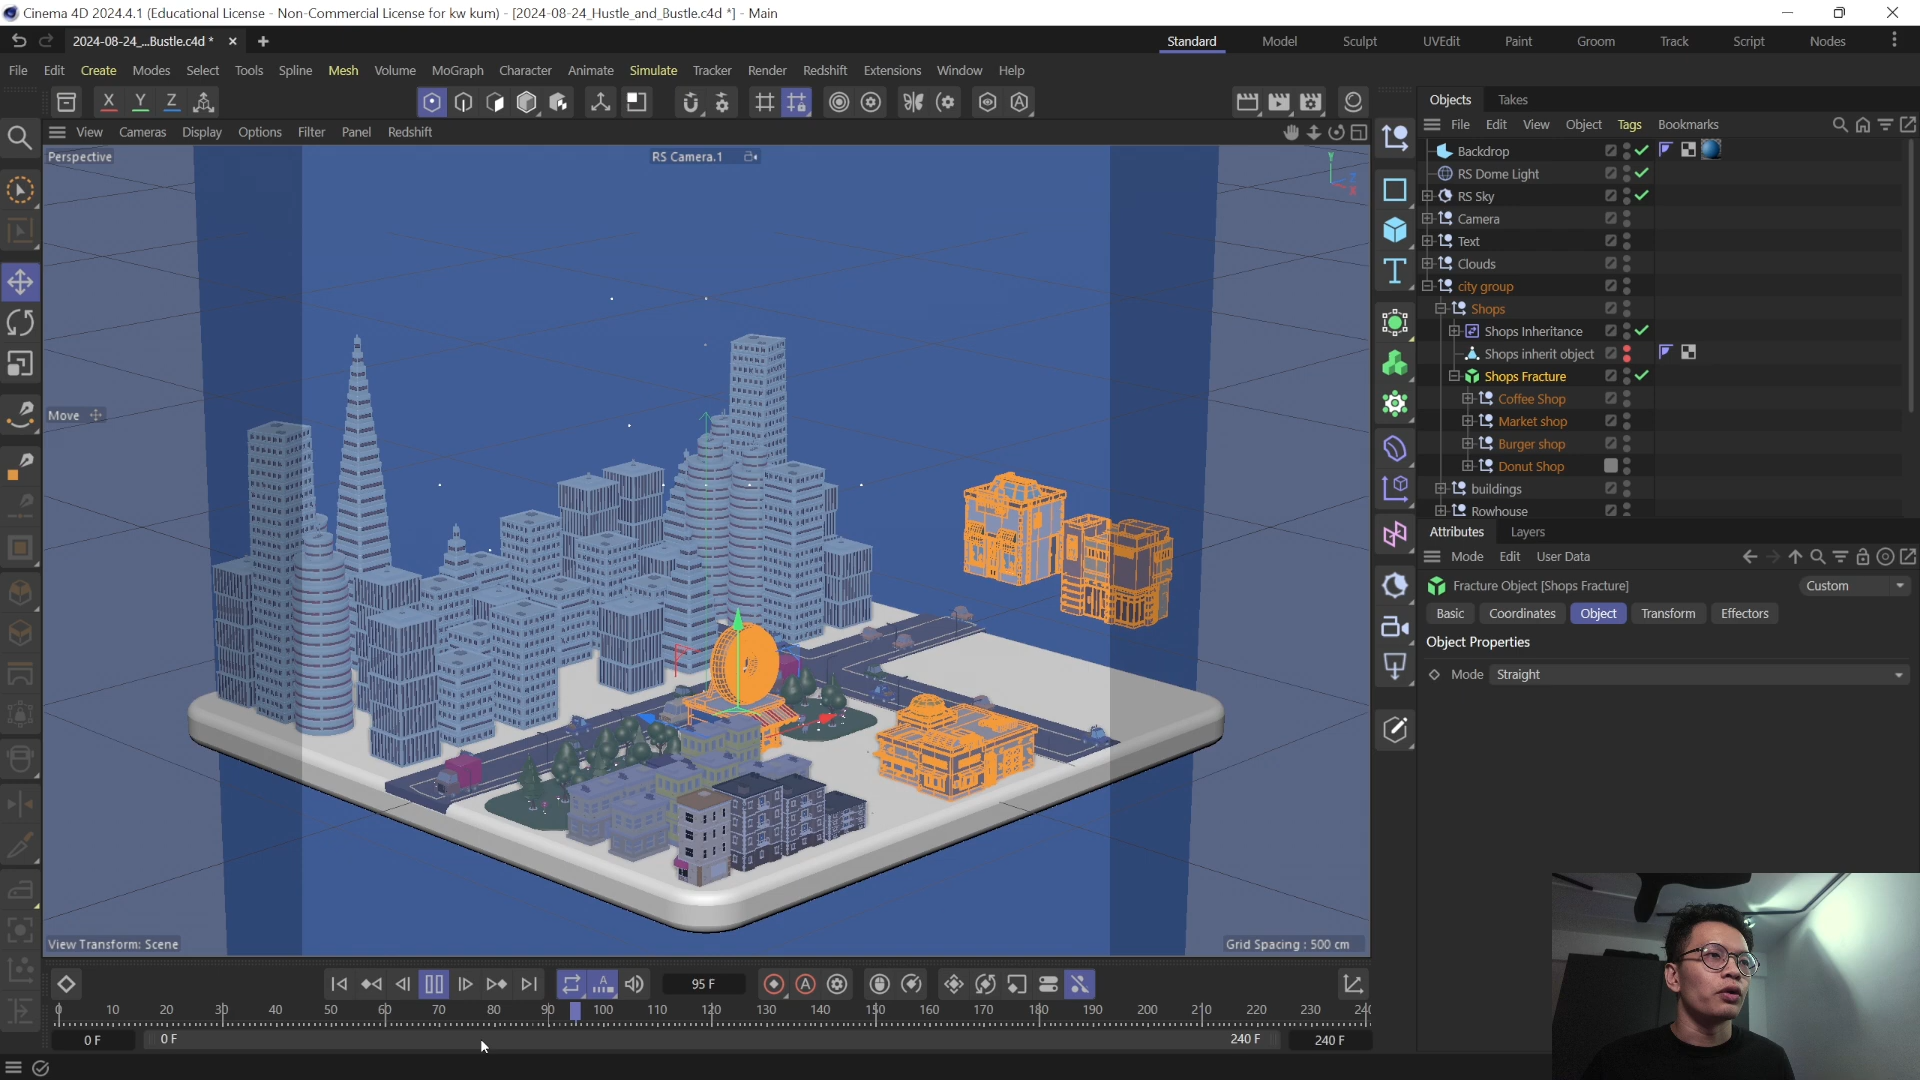 Cinema 4D 2024.4.1 (Educational License - Non-Commercial License for kw kum) - [2024-08-24_Hustle_and_Bustle.c4d *] - Main
2024-08-24_...Bustle.c4d *
Standard Model Sculpt UVEdit Paint Groom Track Script Nodes
File Edit Create Modes Select Tools Spline Mesh Volume MoGraph Character Animate Simulate Tracker Render Redshift Extensions Window Help
X Y Z
Objects Takes
View Cameras Display Options Filter Panel Redshift
File Edit View Object Tags Bookmarks
Perspective
RS Camera.1
Y
Z
X
Backdrop
RS Dome Light
RS Sky
Camera
Text
Clouds
city group
Shops
Shops Inheritance
Shops inherit object
Shops Fracture
Coffee Shop
Market shop
Burger shop
Donut Shop
buildings
Rowhouse
Move
Attributes Layers
Mode Edit User Data
Fracture Object [Shops Fracture]
Custom
Basic Coordinates Object Transform Effectors
Object Properties
Mode Straight
View Transform: Scene
Grid Spacing : 500 cm
95 F
0 10 20 30 40 50 60 70 80 90 100 110 120 130 140 150 160 170 180 190 200 210 220 230 240
0 F 0 F 240 F 240 F